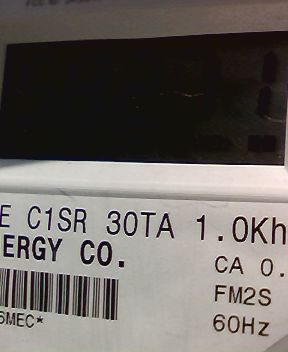 E C1SR 30TA 1.0Kh
ERGY CO.
CA 0.
FM2S
6MEC*
60Hz